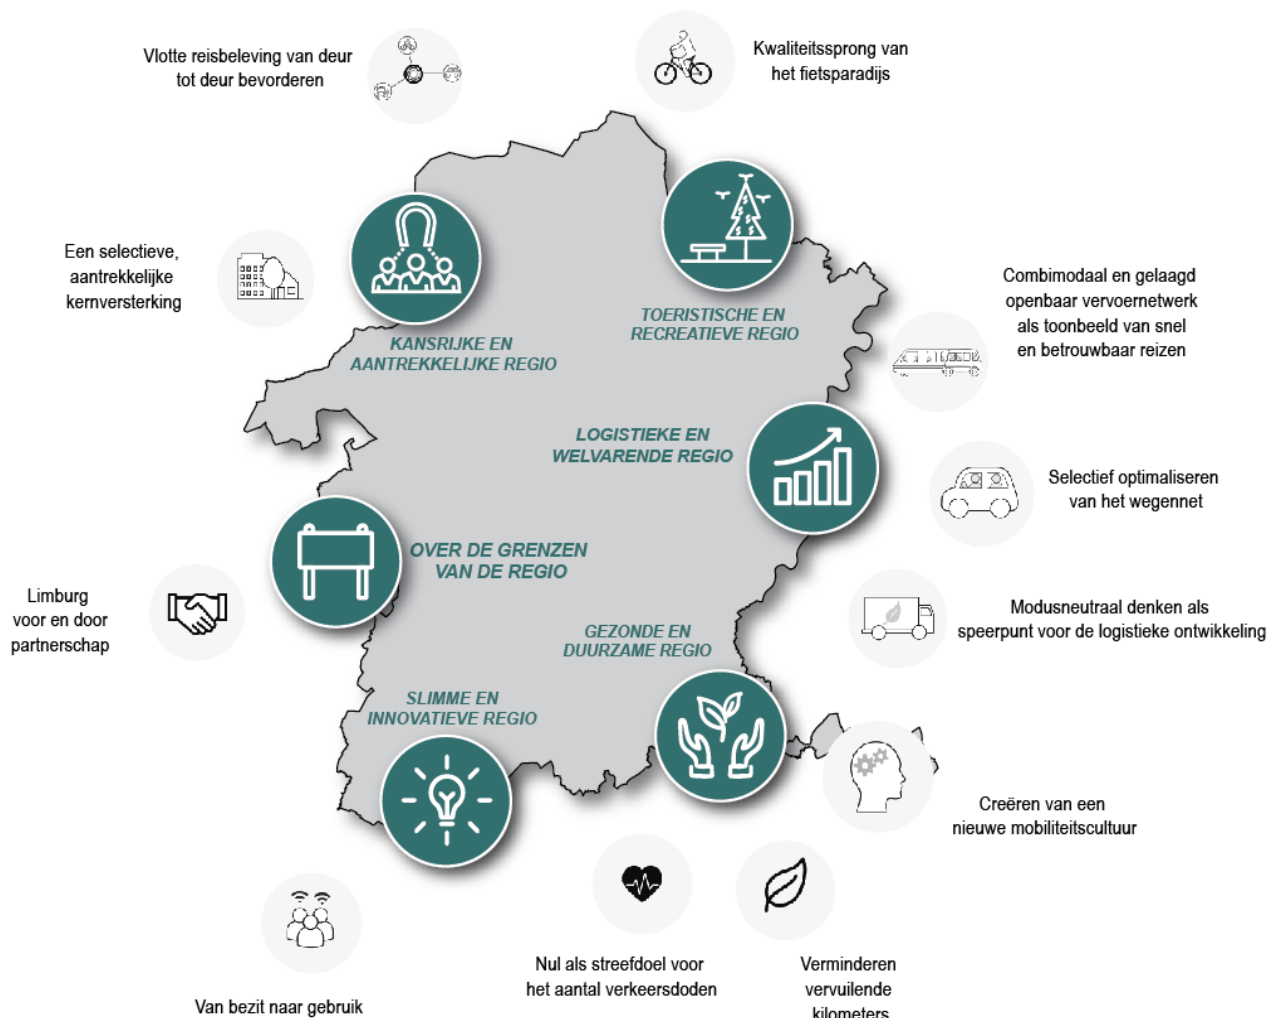 Vlotte reisbeleving van deur
tot deur bevorderen
Kwaliteitssprong van
het fietsparadijs
Een selectieve,
aantrekkelijke
kernversterking
TOERISTISCHE EN
RECREATIEVE REGIO
KANSRIJKE EN
AANTREKKELIJKE REGIO
Combimodaal en gelaagd
openbaar vervoernetwerk
als toonbeeld van snel
en betrouwbaar reizen
LOGISTIEKE EN
WELVARENDE REGIO
Selectief optimaliseren
van het wegennet
OVER DE GRENZEN
VAN DE REGIO
Limburg
voor en door
partnerschap
Modusneutraal denken als
speerpunt voor de logistieke ontwikkeling
GEZONDE EN
DUURZAME REGIO
SLIMME EN
INNOVATIEVE REGIO
Creëren van een
nieuwe mobiliteitscultuur
Nul als streefdoel voor
het aantal verkeersdoden
Verminderen
vervuilende
kilometers
Van bezit naar gebruik